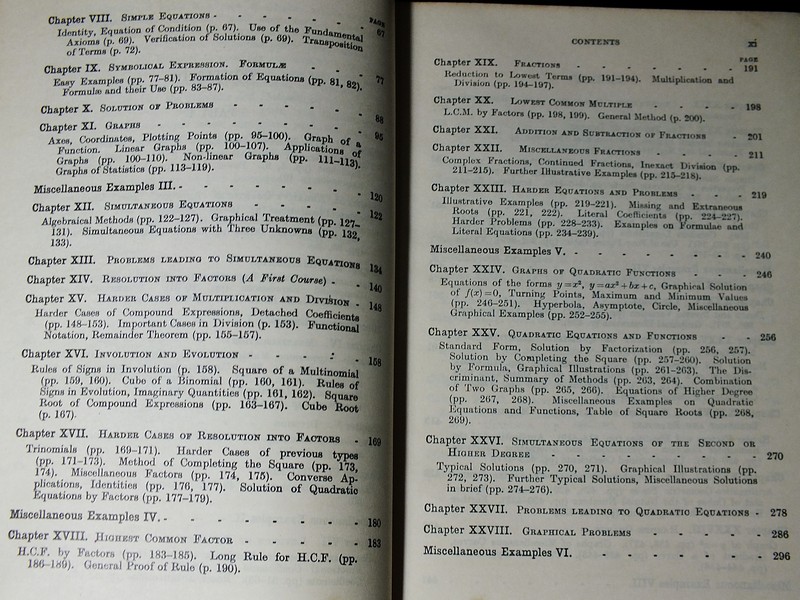 PAGE
Chapter VIII. Simple Equations - - - - - - 67
Identity, Equation of Condition (p. 67). Use of the Fundamental
Axioms (p. 69). Verification of Solutions (p. 69). Transposition
of Terms (p. 72).
Chapter IX. Symbolical Expression. Formulæ - - 77
Easy Examples (pp. 77-81). Formation of Equations (pp. 81, 82).
Formulæ and their Use (pp. 83-87).
Chapter X. Solution of Problems - - - - - 88
Chapter XI. Graphs - - - - - - - - 95
Axes, Coordinates, Plotting Points (pp. 95-100). Graph of a
Function. Linear Graphs (pp. 100-107). Applications of
Graphs (pp. 100-110). Non-linear Graphs (pp. 111-113).
Graphs of Statistics (pp. 113-119).
Miscellaneous Examples III. - - - - - - - 120
Chapter XII. Simultaneous Equations - - - - 122
Algebraical Methods (pp. 122-127). Graphical Treatment (pp. 127-
131). Simultaneous Equations with Three Unknowns (pp. 132,
133).
Chapter XIII. Problems leading to Simultaneous Equations 134
Chapter XIV. Resolution into Factors (A First Course) - - 140
Chapter XV. Harder Cases of Multiplication and Division - 148
Harder Cases of Compound Expressions, Detached Coefficients
(pp. 148-153). Important Cases in Division (p. 153). Functional
Notation, Remainder Theorem (pp. 155-157).
Chapter XVI. Involution and Evolution - - - - - 158
Rules of Signs in Involution (p. 158). Square of a Multinomial
(pp. 159, 160). Cube of a Binomial (pp. 160, 161). Rules of
Signs in Evolution, Imaginary Quantities (pp. 161, 162). Square
Root of Compound Expressions (pp. 163-167). Cube Root
(p. 167).
Chapter XVII. Harder Cases of Resolution into Factors - 169
Trinomials (pp. 169-171). Harder Cases of previous types
(pp. 171-173). Method of Completing the Square (pp. 173,
174). Miscellaneous Factors (pp. 174, 175). Converse Ap-
plications, Identities (pp. 176, 177). Solution of Quadratic
Equations by Factors (pp. 177-179).
Miscellaneous Examples IV. - - - - - - - 180
Chapter XVIII. Highest Common Factor - - - - 183
H.C.F. by Factors (pp. 183-185). Long Rule for H.C.F. (pp.
186-189). General Proof of Rule (p. 190).
CONTENTS xi
PAGE
Chapter XIX. Fractions - - - - - - - 191
Reduction to Lowest Terms (pp. 191-194). Multiplication and
Division (pp. 194-197).
Chapter XX. Lowest Common Multiple - - - - 198
L.C.M. by Factors (pp. 198, 199). General Method (p. 200).
Chapter XXI. Addition and Subtraction of Fractions - 201
Chapter XXII. Miscellaneous Fractions - - - - 211
Complex Fractions, Continued Fractions, Inexact Division (pp.
211-215). Further Illustrative Examples (pp. 215-218).
Chapter XXIII. Harder Equations and Problems - - - 219
Illustrative Examples (pp. 219-221). Missing and Extraneous
Roots (pp. 221, 222). Literal Coefficients (pp. 224-227).
Harder Problems (pp. 228-233). Examples on Formulae and
Literal Equations (pp. 234-239).
Miscellaneous Examples V. - - - - - - - 240
Chapter XXIV. Graphs of Quadratic Functions - - - 246
Equations of the forms y=x², y=ax²+bx+c, Graphical Solution
of f(x)=0, Turning Points, Maximum and Minimum Values
(pp. 246-251). Hyperbola, Asymptote, Circle, Miscellaneous
Graphical Examples (pp. 252-255).
Chapter XXV. Quadratic Equations and Functions - - 256
Standard Form, Solution by Factorization (pp. 256, 257).
Solution by Completing the Square (pp. 257-260). Solution
by Formula, Graphical Illustrations (pp. 261-263). The Dis-
criminant, Summary of Methods (pp. 263, 264). Combination
of Two Graphs (pp. 265, 266). Equations of Higher Degree
(pp. 267, 268). Miscellaneous Examples on Quadratic
Equations and Functions, Table of Square Roots (pp. 268,
269).
Chapter XXVI. Simultaneous Equations of the Second or
Higher Degree - - - - - - - - 270
Typical Solutions (pp. 270, 271). Graphical Illustrations (pp.
272, 273). Further Typical Solutions, Miscellaneous Solutions
in brief (pp. 274-276).
Chapter XXVII. Problems leading to Quadratic Equations - 278
Chapter XXVIII. Graphical Problems - - - - - 286
Miscellaneous Examples VI. - - - - - - - 296